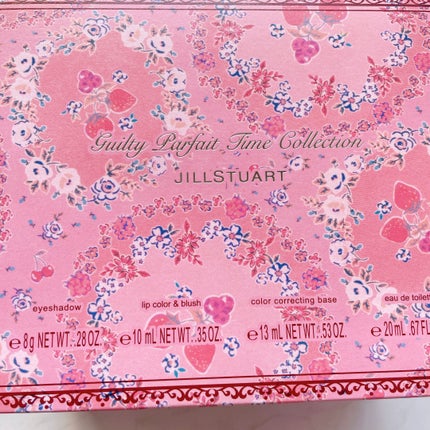 Guilty Parfait Time Collection
JILLSTUART
eyeshadow
lip color & blush
color correcting base
eau de toilett
℮ 8g NET WT. .28 OZ.
℮ 10 mL NET WT. .35 OZ.
℮ 13 mL NET WT. .53 OZ.
℮ 20 mL .67 FL